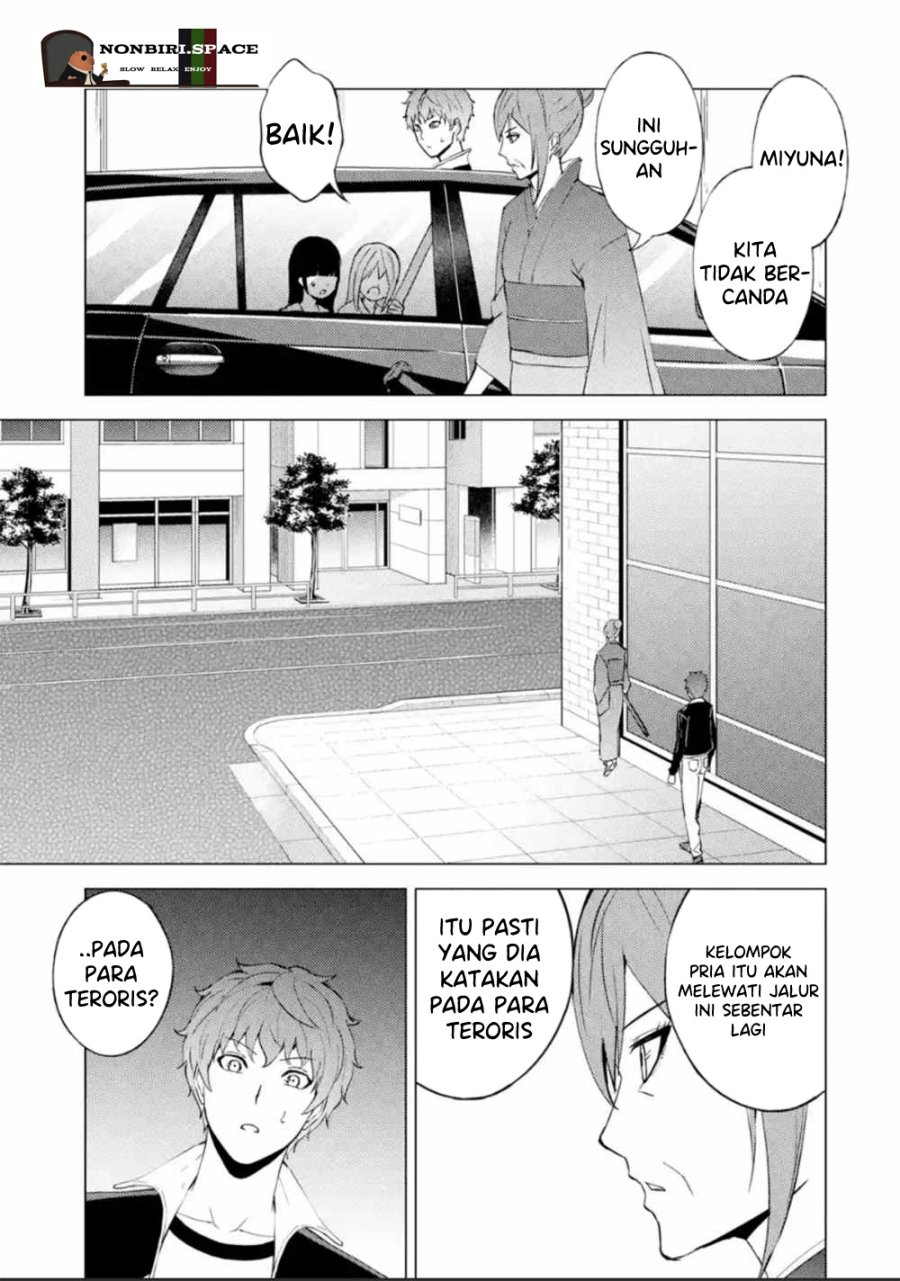 NONBIRI.SPACE
SLOW RELAX ENJOY
MIYUNA!
KITA
TIDAK BER-
CANDA
INI
SUNGGUH-
AN
BAIK!
KELOMPOK
PRIA ITU AKAN
MELEWATI JALUR
INI SEBENTAR
LAGI
ITU PASTI
YANG DIA
KATAKAN
PADA PARA
TERORIS
..PADA
PARA
TERORIS?